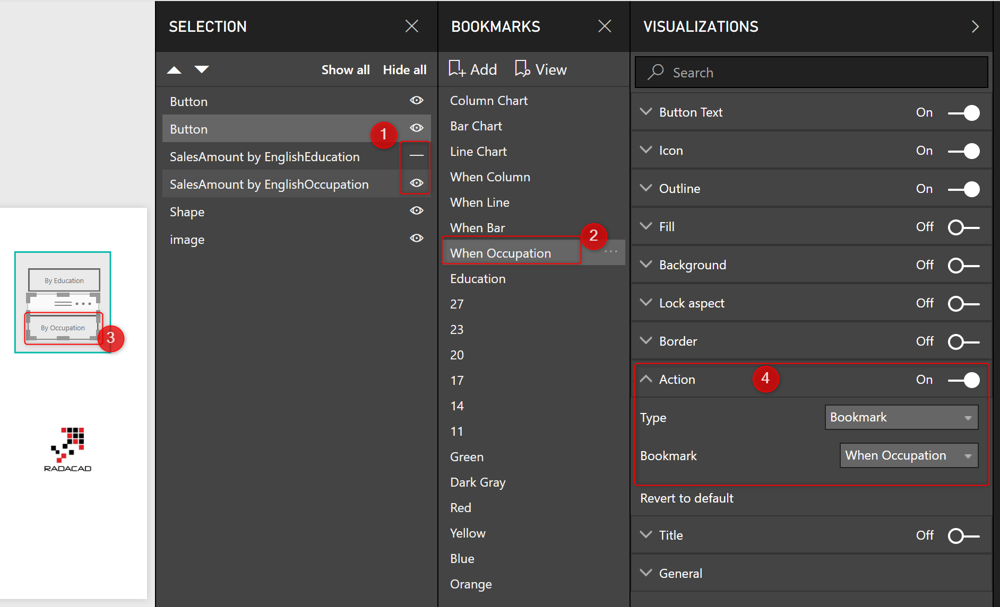 By Education
By Occupation
3
RADACAD
SELECTION
Show all Hide all
Button
Button
1
SalesAmount by EnglishEducation
SalesAmount by EnglishOccupation
Shape
image
BOOKMARKS
Add View
Column Chart
Bar Chart
Line Chart
When Column
When Line
When Bar
2
When Occupation
Education
27
23
20
17
14
11
Green
Dark Gray
Red
Yellow
Blue
Orange
VISUALIZATIONS
Search
Button Text On
Icon On
Outline On
Fill Off
Background Off
Lock aspect Off
Border Off
Action 4 On
Type Bookmark
Bookmark When Occupation
Revert to default
Title Off
General